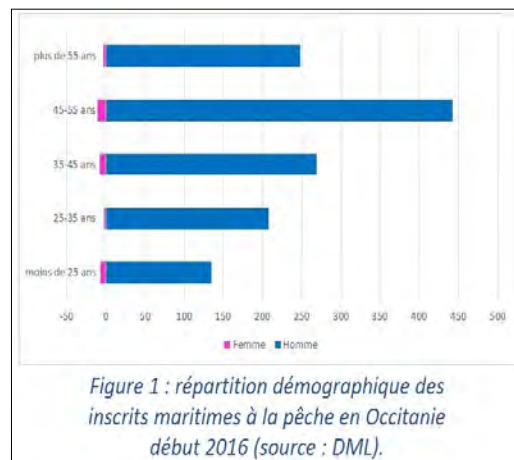 plus de 55 ans
45-55 ans
35-45 ans
25-35 ans
moins de 25 ans
-50 0 50 100 150 200 250 300 350 400 450 500
Femme Homme
Figure 1 : répartition démographique des
inscrits maritimes à la pêche en Occitanie
début 2016 (source : DML).